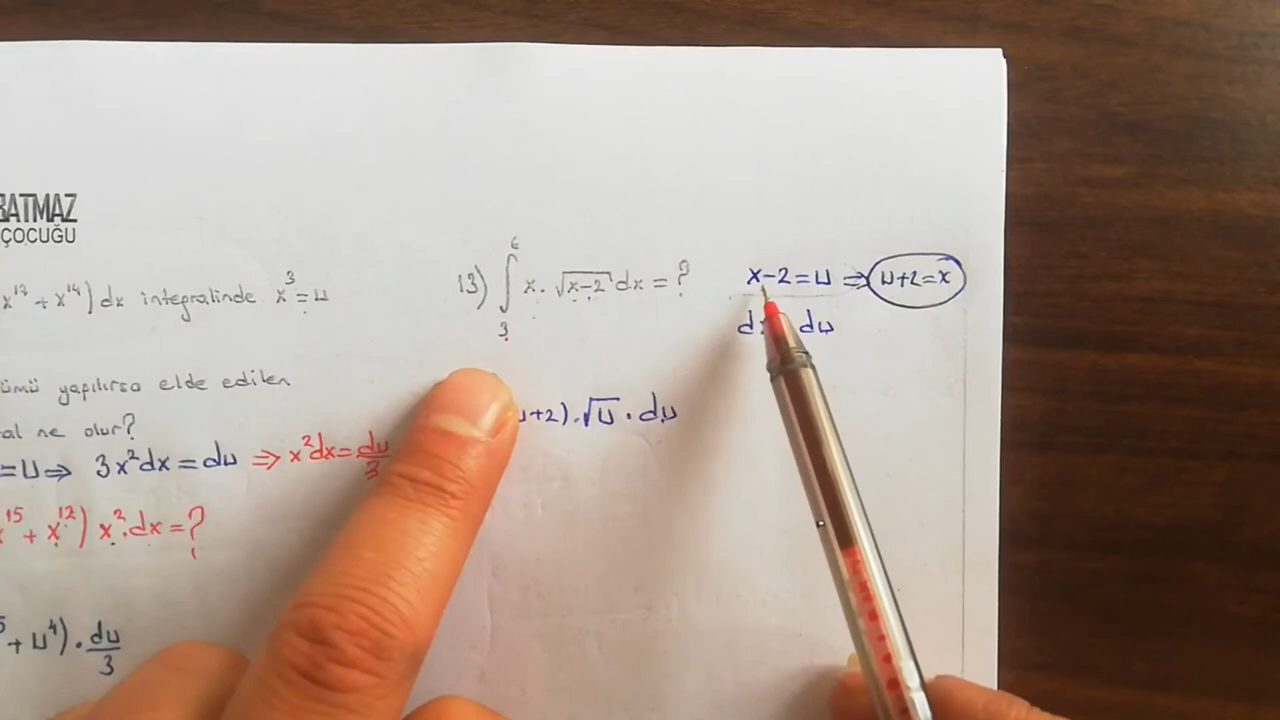 BATMAZ
ÇOCUĞU
x¹³ + x¹⁴) dx integralinde x³ = u
ümü yapılırsa elde edilen
al ne olur?
= u ⇒ 3x²dx = du ⇒ x²dx = du/3
x¹⁵ + x¹²) x².dx = ?
⁵ + u⁴) . du/3
13) ∫₃⁶ x . √(x-2) dx = ?
x-2 = u ⇒ u+2 = x
du
u+2) . √u . du